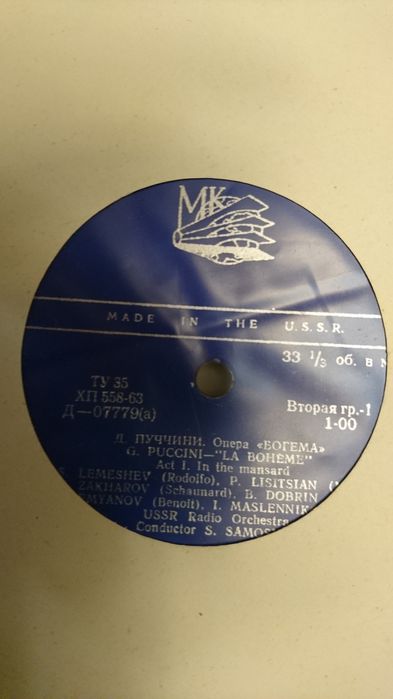 МК
MADE IN THE U.S.S.R.
33 1/3 об. в
ТУ 35
ХП 558-63
Д—07779(а)
Вторая гр.-1
1-00
Д. ПУЧЧИНИ. Опера «БОГЕМА»
G. PUCCINI—"LA BOHEME"
Act I. In the mansard
S. LEMESHEV (Rodolfo), P. LISITSIAN
ZAKHAROV (Schaunard), B. DOBRIN
SMYANOV (Benoit), I. MASLENNIK
USSR Radio Orchestra
Conductor S. SAMOS